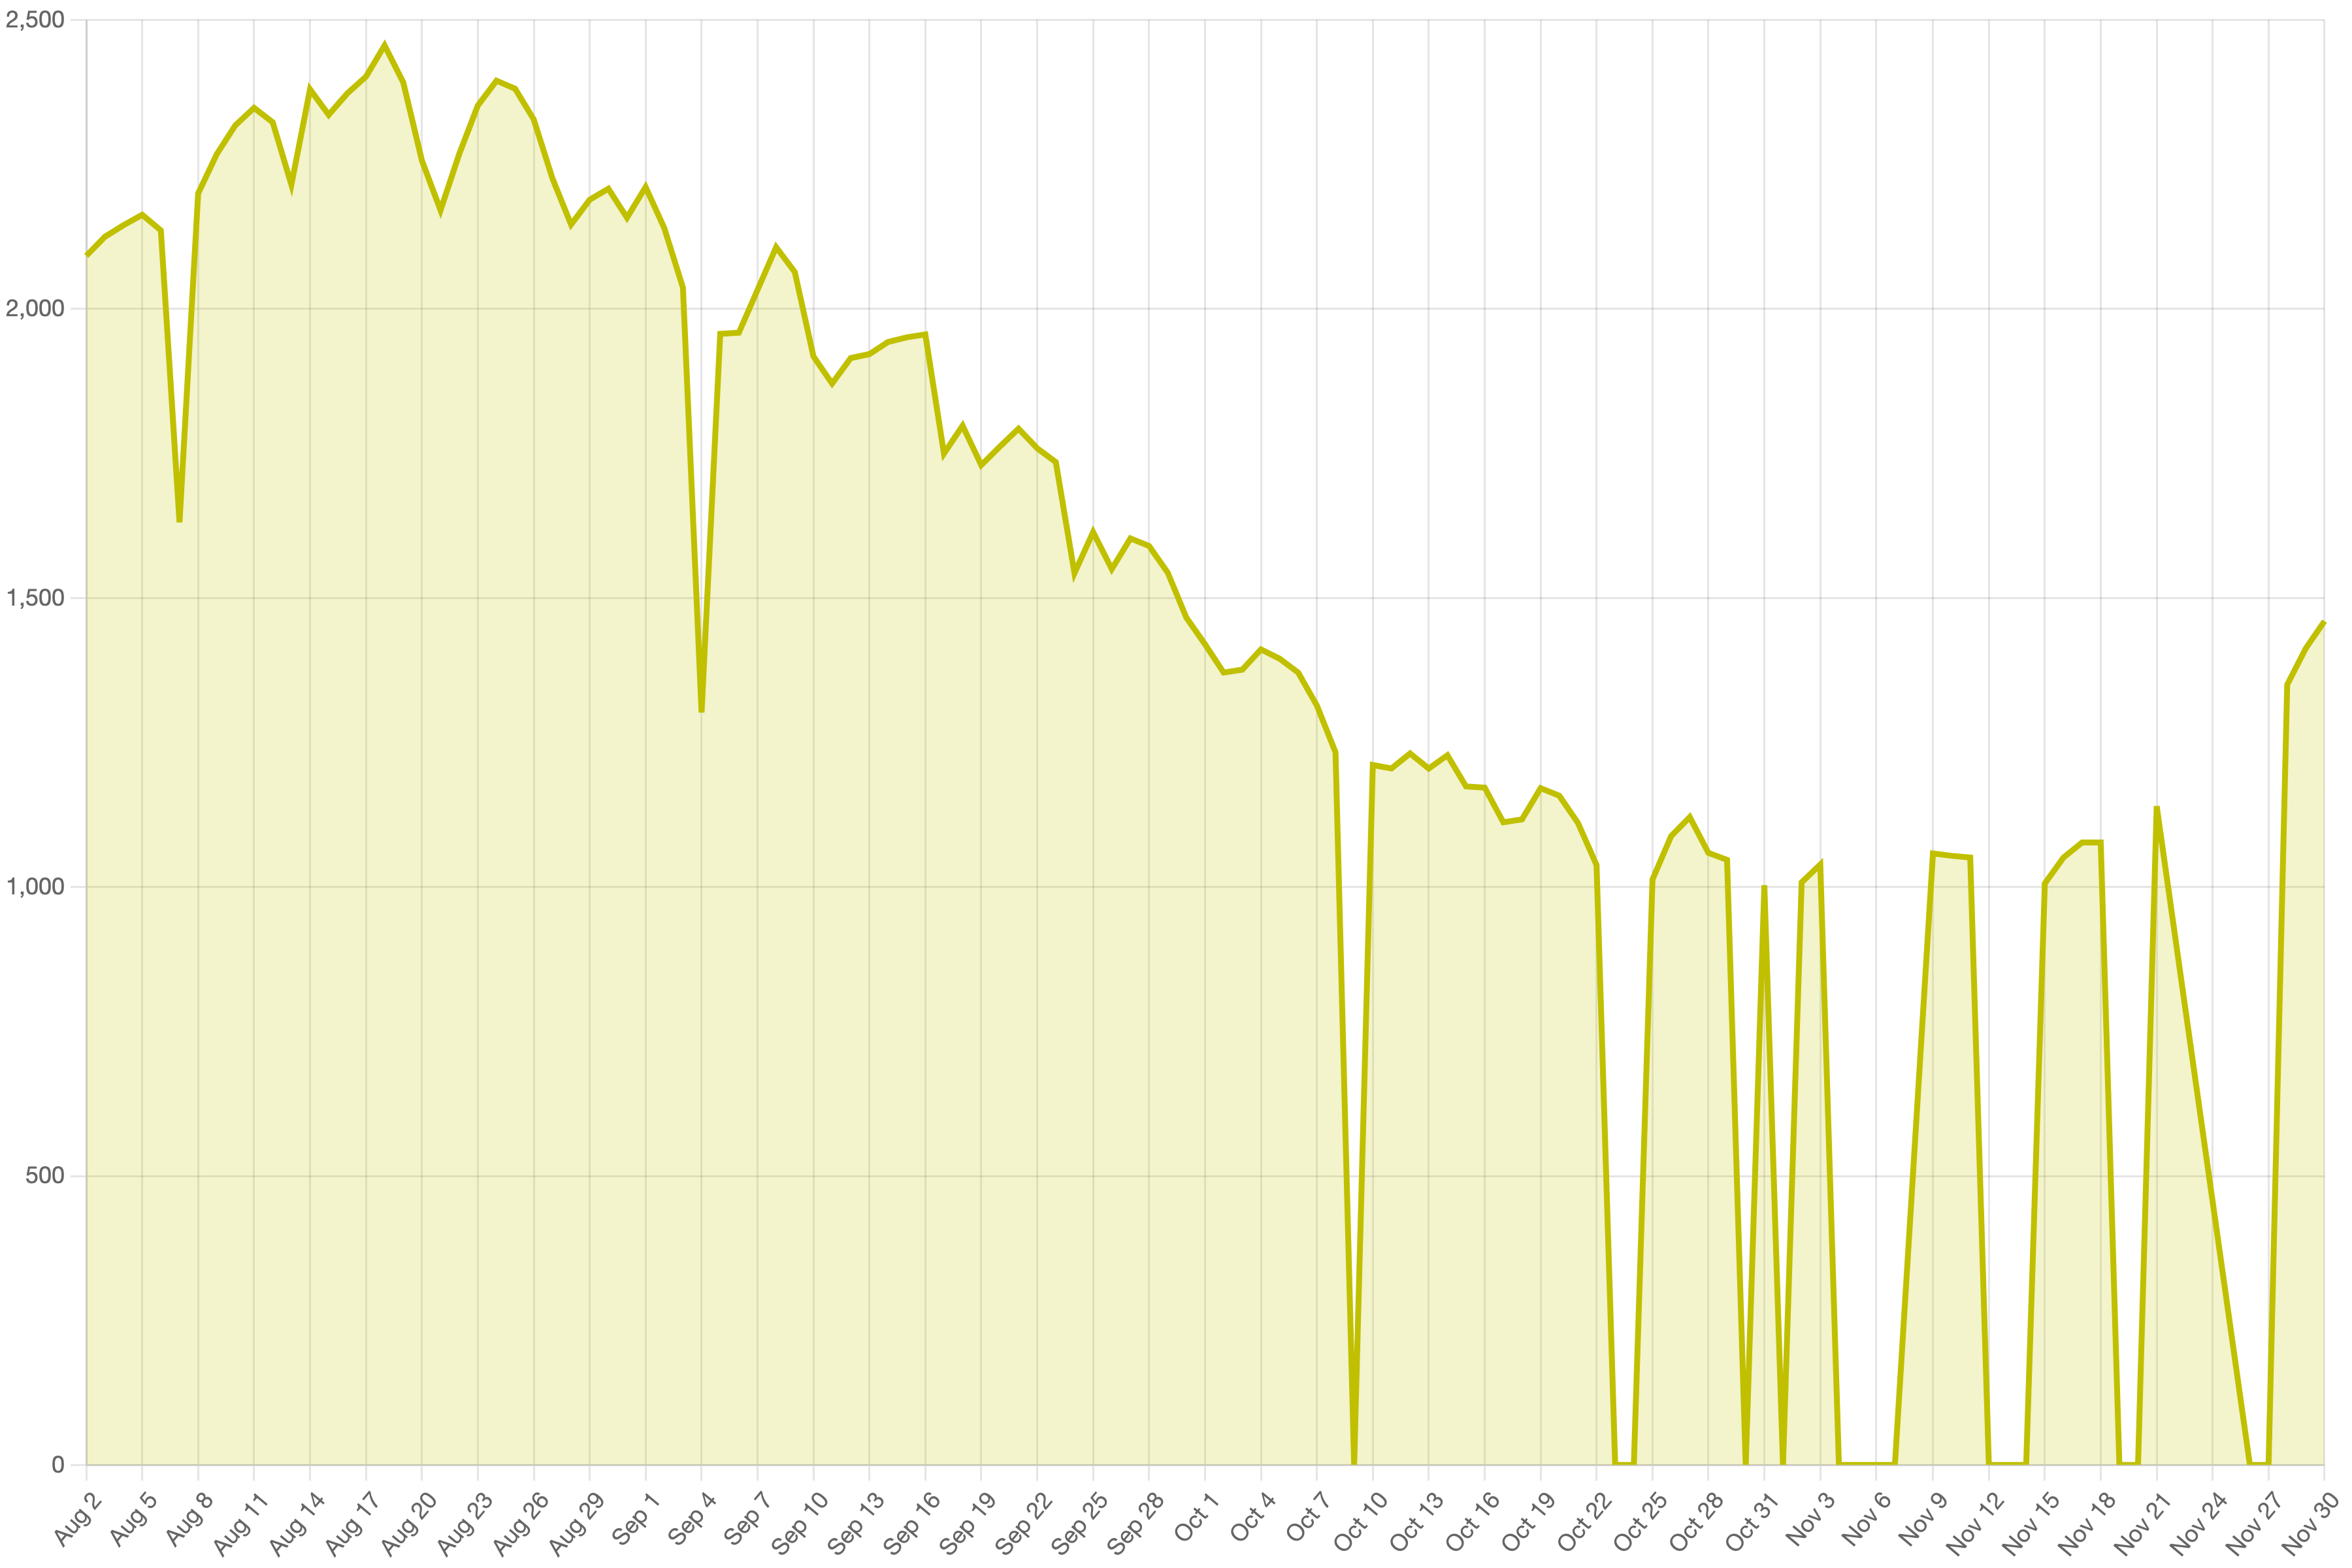 2,500
2,000
1,500
1,000
500
0
Aug 2
Aug 5
Aug 8
Aug 11
Aug 14
Aug 17
Aug 20
Aug 23
Aug 26
Aug 29
Sep 1
Sep 4
Sep 7
Sep 10
Sep 13
Sep 16
Sep 19
Sep 22
Sep 25
Sep 28
Oct 1
Oct 4
Oct 7
Oct 10
Oct 13
Oct 16
Oct 19
Oct 22
Oct 25
Oct 28
Oct 31
Nov 3
Nov 6
Nov 9
Nov 12
Nov 15
Nov 18
Nov 21
Nov 24
Nov 27
Nov 30